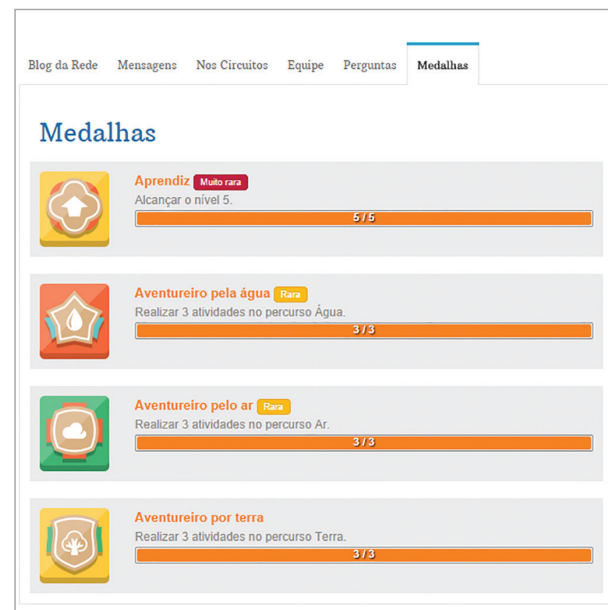 Blog da Rede Mensagens Nos Circuitos Equipe Perguntas Medalhas
Medalhas
Aprendiz Muito rara
Alcançar o nível 5.
5 / 5
Aventureiro pela água Rara
Realizar 3 atividades no percurso Água.
3 / 3
Aventureiro pelo ar Rara
Realizar 3 atividades no percurso Ar.
3 / 3
Aventureiro por terra
Realizar 3 atividades no percurso Terra.
3 / 3